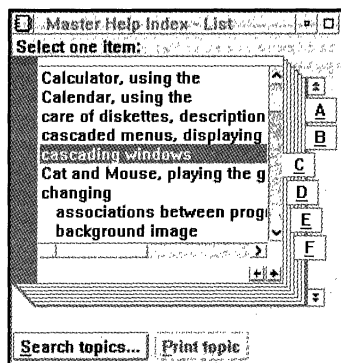 Master Help Index - List
Select one item:
Calculator, using the
Calendar, using the
care of diskettes, description
cascaded menus, displaying
cascading windows
Cat and Mouse, playing the g
changing
associations between prog
background image
A
B
C
D
E
F
Search topics... Print topic